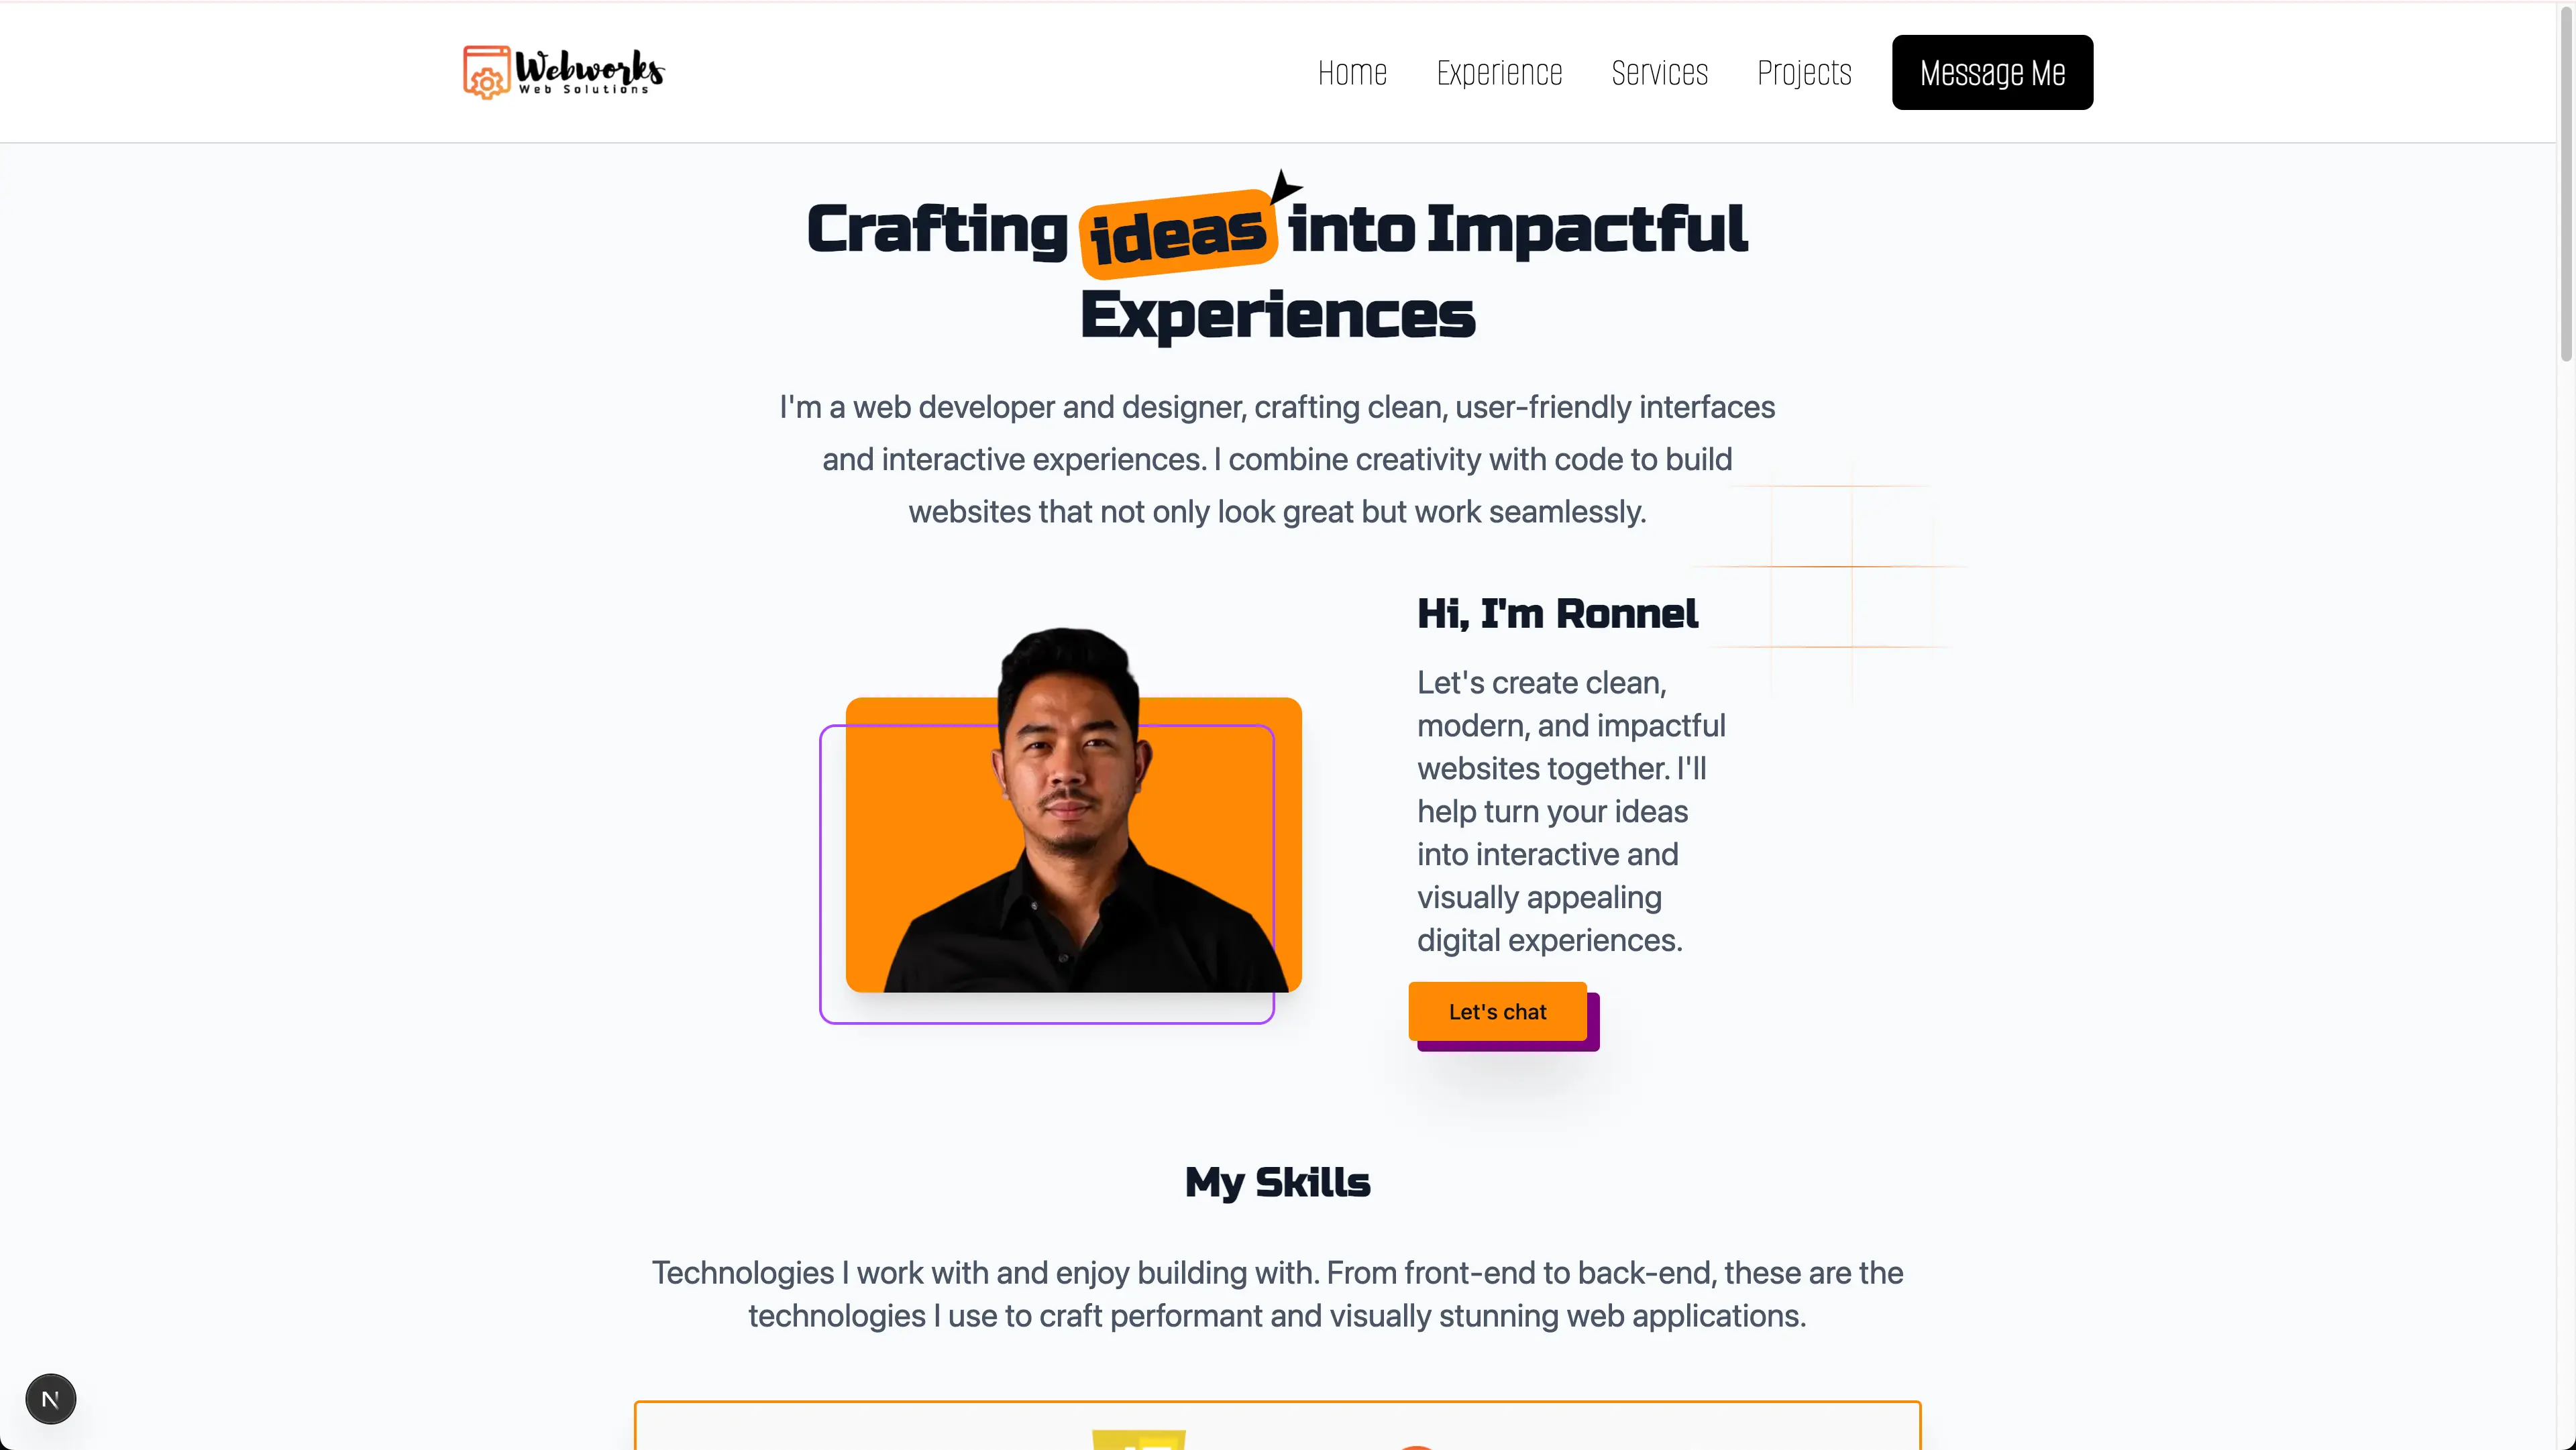 Webworks
Web Solutions
Home
Experience
Services
Projects
Message Me
Crafting ideas into Impactful
Experiences
I'm a web developer and designer, crafting clean, user-friendly interfaces
and interactive experiences. I combine creativity with code to build
websites that not only look great but work seamlessly.
Hi, I'm Ronnel
Let's create clean,
modern, and impactful
websites together. I'll
help turn your ideas
into interactive and
visually appealing
digital experiences.
Let's chat
My Skills
Technologies I work with and enjoy building with. From front-end to back-end, these are the
technologies I use to craft performant and visually stunning web applications.
N